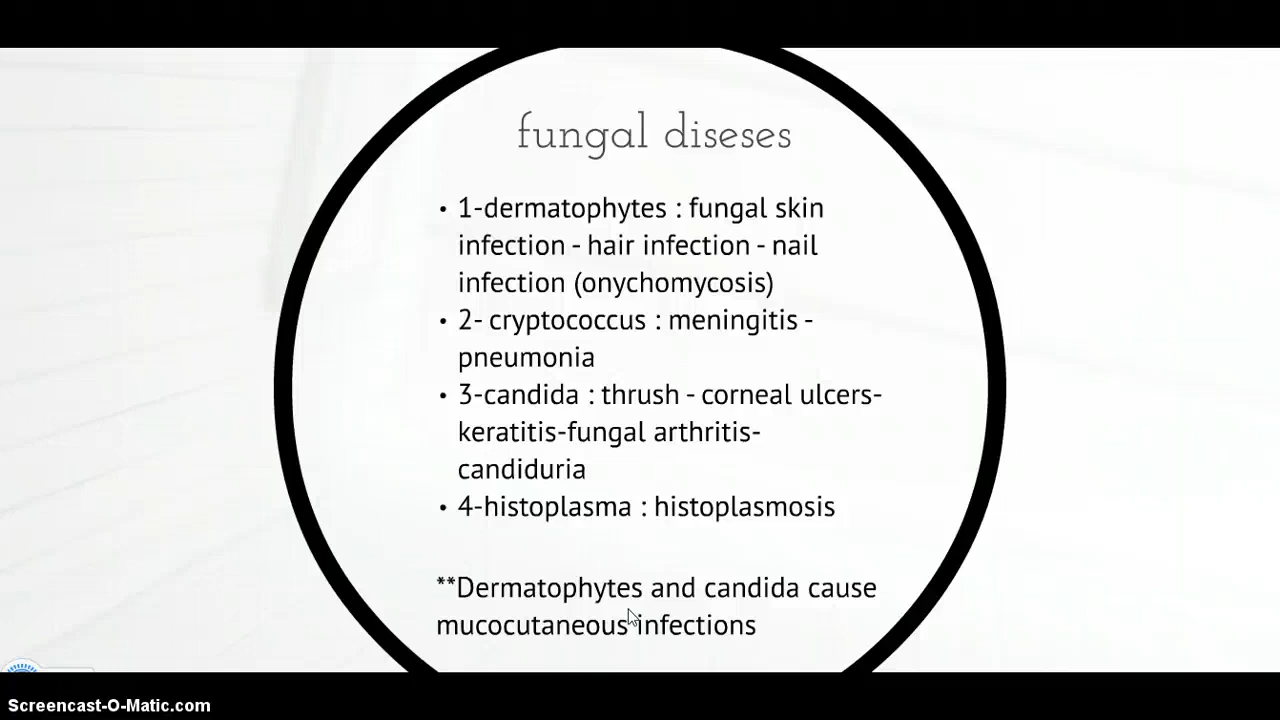 fungal diseses
• 1-dermatophytes : fungal skin
infection - hair infection - nail
infection (onychomycosis)
• 2- cryptococcus : meningitis -
pneumonia
• 3-candida : thrush - corneal ulcers-
keratitis-fungal arthritis-
candiduria
• 4-histoplasma : histoplasmosis
**Dermatophytes and candida cause
mucocutaneous infections
Screencast-O-Matic.com